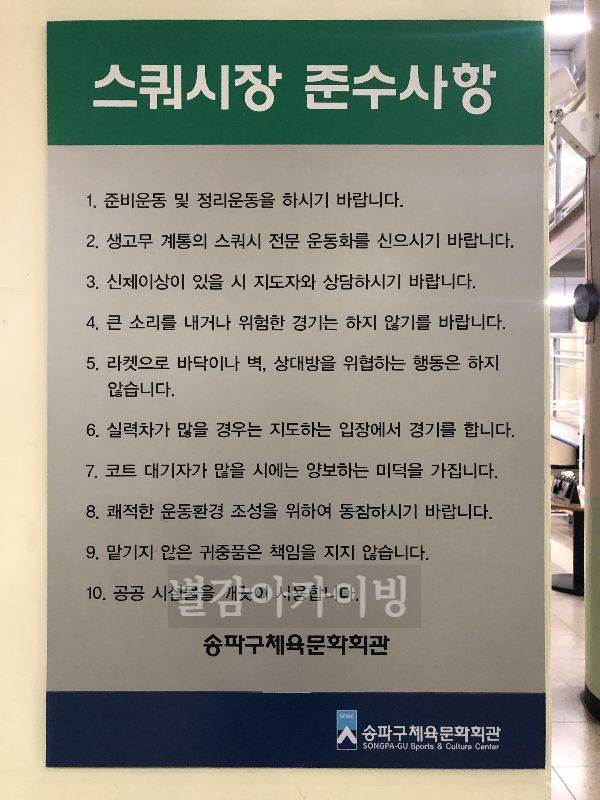 스쿼시장 준수사항
1. 준비운동 및 정리운동을 하시기 바랍니다.
2. 생고무 계통의 스쿼시 전문 운동화를 신으시기 바랍니다.
3. 신체이상이 있을 시 지도자와 상담하시기 바랍니다.
4. 큰 소리를 내거나 위험한 경기는 하지 않기를 바랍니다.
5. 라켓으로 바닥이나 벽, 상대방을 위협하는 행동은 하지
않습니다.
6. 실력차가 많을 경우는 지도하는 입장에서 경기를 합니다.
7. 코트 대기자가 많을 시에는 양보하는 미덕을 가집니다.
8. 쾌적한 운동환경 조성을 위하여 동참하시기 바랍니다.
9. 맡기지 않은 귀중품은 책임을 지지 않습니다.
10. 공공 시설물을 깨끗이 사용합니다.
별감이카이빙
송파구체육문화회관
SFMC
송파구체육문화회관
SONGPA-GU Sports & Culture Center